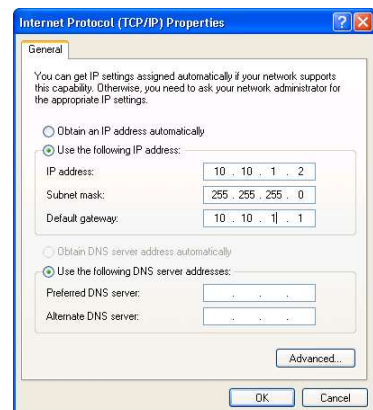 Internet Protocol (TCP/IP) Properties
General
You can get IP settings assigned automatically if your network supports
this capability. Otherwise, you need to ask your network administrator for
the appropriate IP settings.
Obtain an IP address automatically
Use the following IP address:
IP address: 10 . 10 . 1 . 2
Subnet mask: 255 . 255 . 255 . 0
Default gateway: 10 . 10 . 1 . 1
Obtain DNS server address automatically
Use the following DNS server addresses:
Preferred DNS server: . . .
Alternate DNS server: . . .
Advanced...
OK Cancel